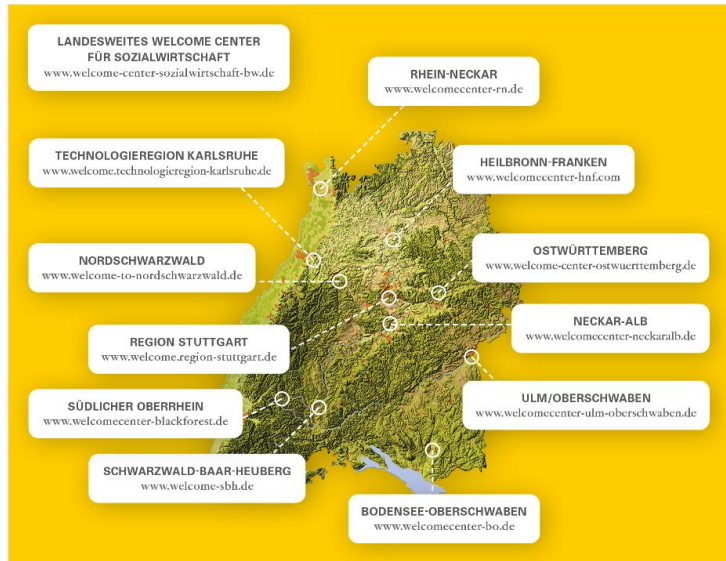 LANDESWEITES WELCOME CENTER
FÜR SOZIALWIRTSCHAFT
www.welcome-center-sozialwirtschaft-bw.de
RHEIN-NECKAR
www.welcomecenter-rn.de
TECHNOLOGIEREGION KARLSRUHE
www.welcome.technologieregion-karlsruhe.de
HEILBRONN-FRANKEN
www.welcomecenter-hnf.com
NORDSCHWARZWALD
www.welcome-to-nordschwarzwald.de
OSTWÜRTTEMBERG
www.welcome-center-ostwuerttemberg.de
REGION STUTTGART
www.welcome.region-stuttgart.de
NECKAR-ALB
www.welcomecenter-neckaralb.de
SÜDLICHER OBERRHEIN
www.welcomecenter-blackforest.de
ULM/OBERSCHWABEN
www.welcomecenter-ulm-oberschwaben.de
SCHWARZWALD-BAAR-HEUBERG
www.welcome-sbh.de
BODENSEE-OBERSCHWABEN
www.welcomecenter-bo.de